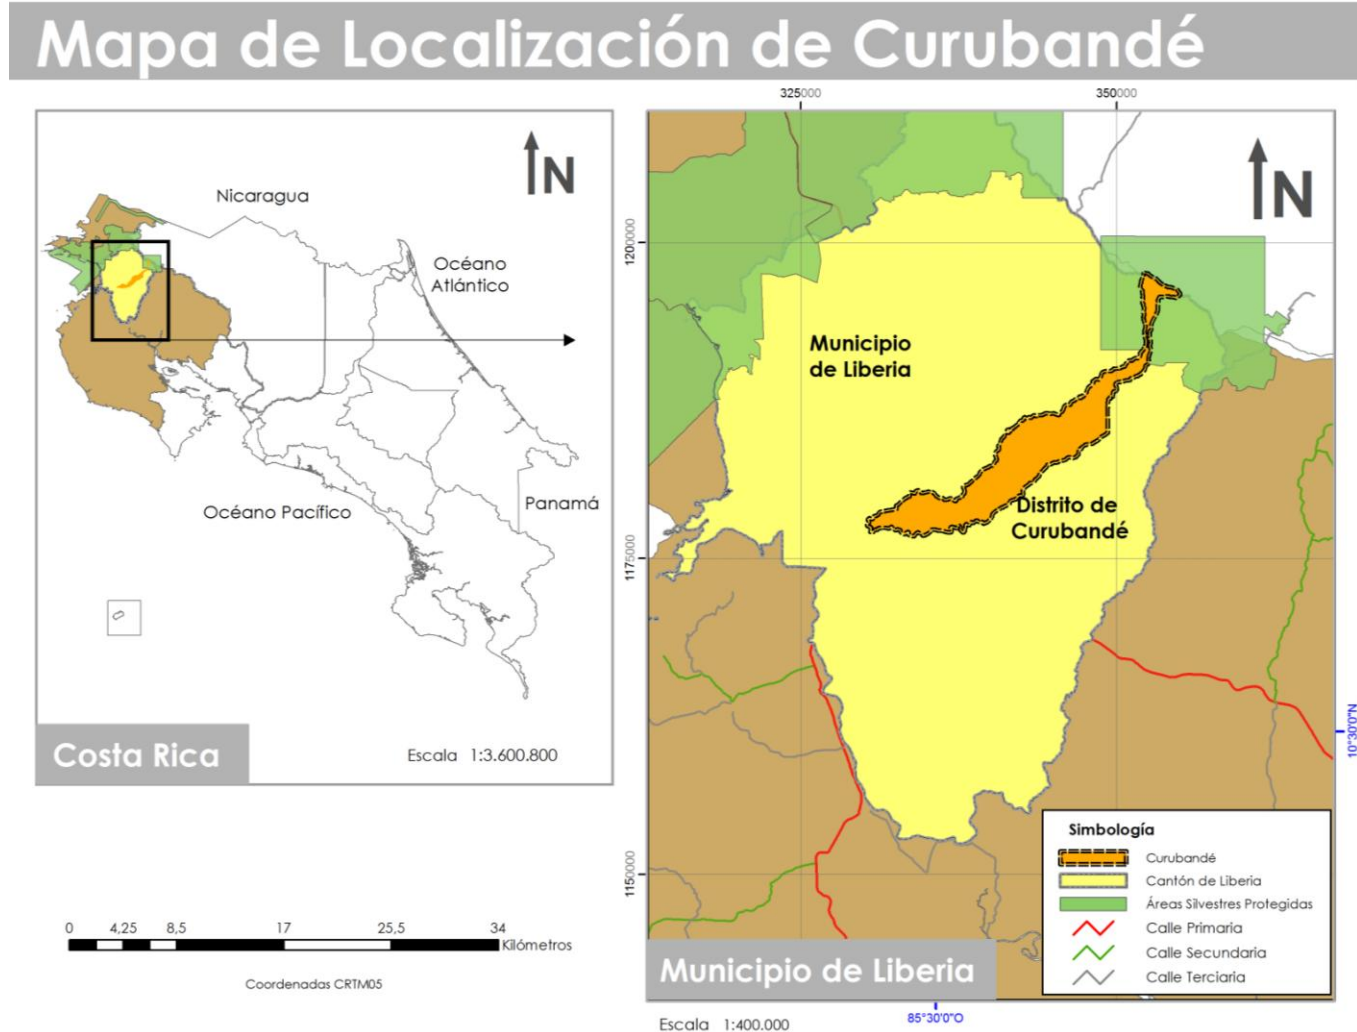 Mapa de Localización de Curubandé
N
Nicaragua
Océano
Atlántico
Océano Pacífico
Panamá
Costa Rica
Escala 1:3.600.800
0 4,25 8,5 17 25,5 34
Kilómetros
Coordenadas CRTM05
325000 350000
1200000
1175000
1150000
N
Municipio
de Liberia
Distrito de
Curubandé
10°30'0"N
Simbología
Curubandé
Cantón de Liberia
Áreas Silvestres Protegidas
Calle Primaria
Calle Secundaria
Calle Terciaria
Municipio de Liberia
Escala 1:400.000
85°30'0"O